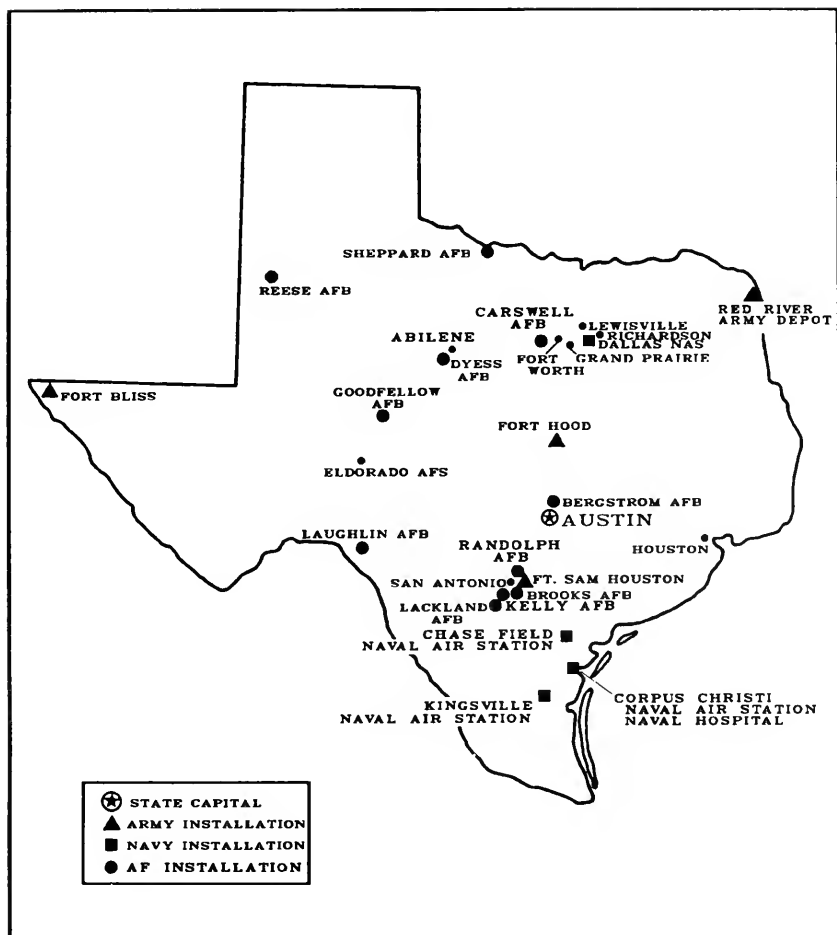 SHEPPARD AFB
REESE AFB
RED RIVER
ARMY DEPOT
CARSWELL
AFB
LEWISVILLE
RICHARDSON
DALLAS NAS
GRAND PRAIRIE
FORT
WORTH
ABILENE
DYESS
AFB
FORT BLISS
GOODFELLOW
AFB
FORT HOOD
ELDORADO AFS
BERGSTROM AFB
AUSTIN
LAUGHLIN AFB
HOUSTON
RANDOLPH
AFB
SAN ANTONIO
FT. SAM HOUSTON
BROOKS AFB
LACKLAND
AFB
KELLY AFB
CHASE FIELD
NAVAL AIR STATION
KINGSVILLE
NAVAL AIR STATION
CORPUS CHRISTI
NAVAL AIR STATION
NAVAL HOSPITAL
STATE CAPITAL
ARMY INSTALLATION
NAVY INSTALLATION
AF INSTALLATION